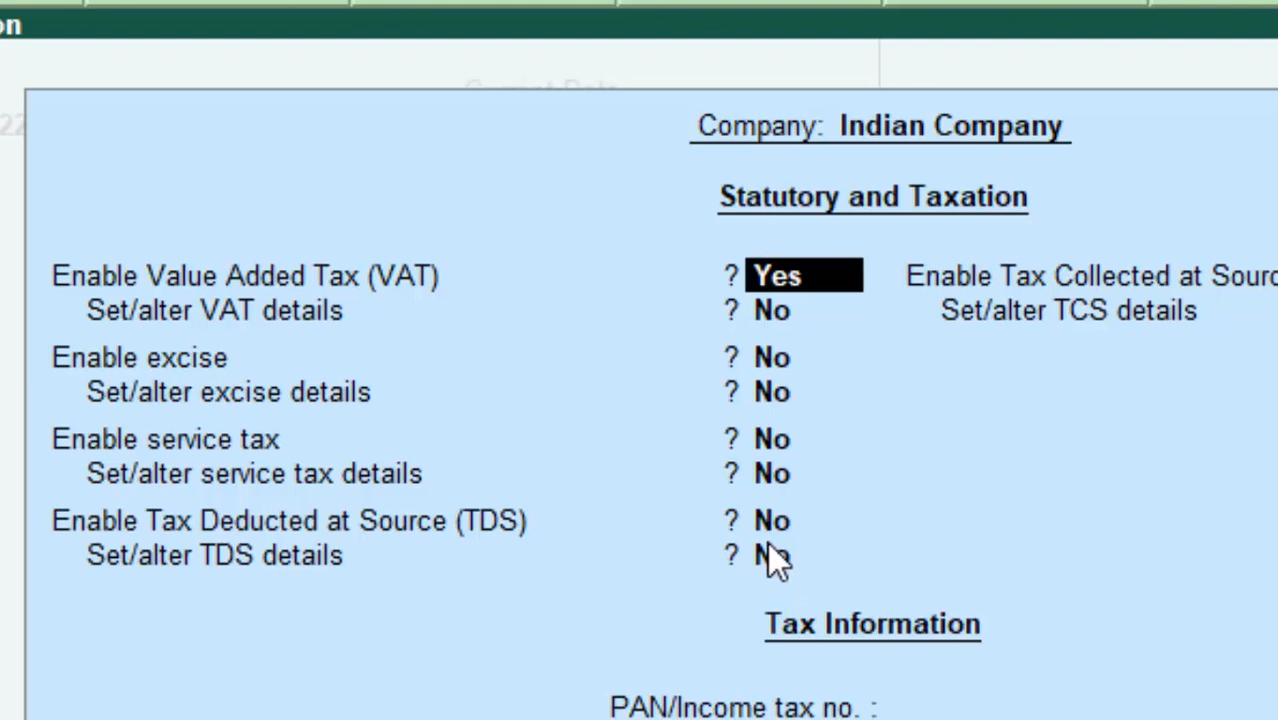 on
Company: Indian Company
Statutory and Taxation
Enable Value Added Tax (VAT) ? Yes Enable Tax Collected at
Set/alter VAT details ? No Set/alter TCS details
Enable excise ? No
Set/alter excise details ? No
Enable service tax ? No
Set/alter service tax details ? No
Enable Tax Deducted at Source (TDS) ? No
Set/alter TDS details ? No
Tax Information
PAN/Income tax no. :